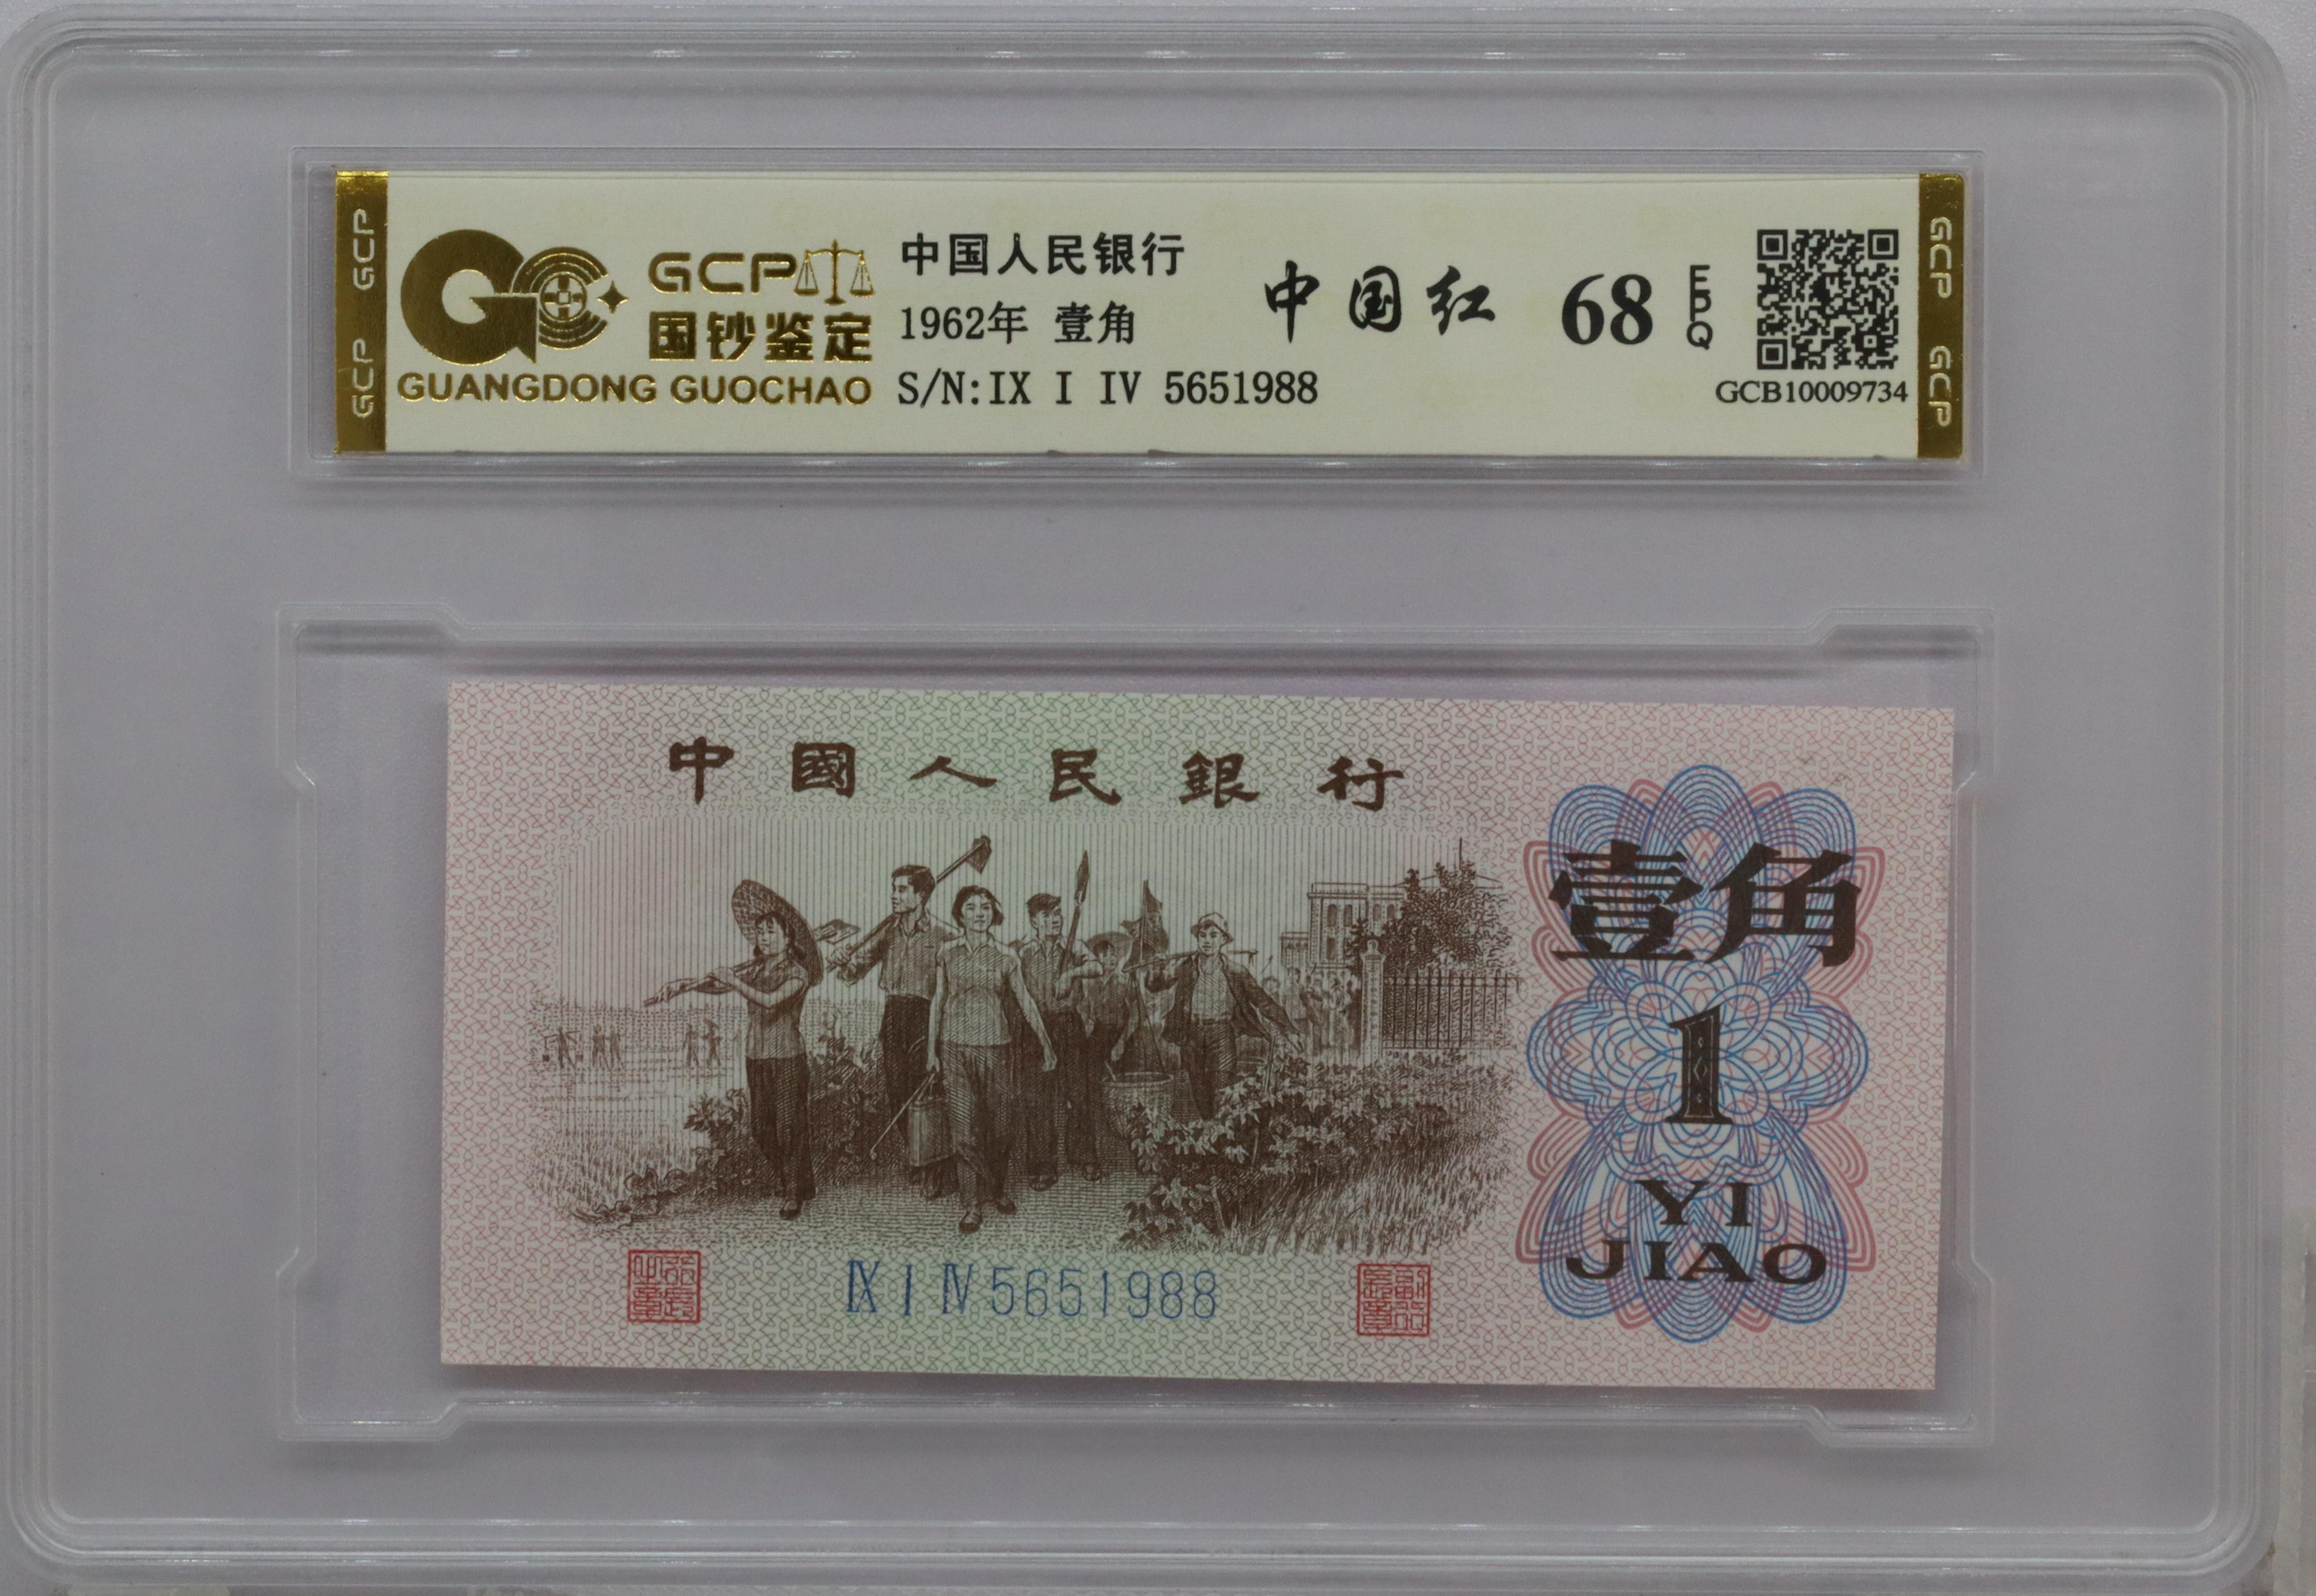 GCP
GCP
GCP
国钞鉴定
GUANGDONG GUOCHAO
中国人民银行
1962年 壹角
S/N:IX I IV 5651988
中国红
68
EPQ
GCB10009734
GCP
GCP
中國人民銀行
壹角
1
YI
JIAO
IX I IV 5651988